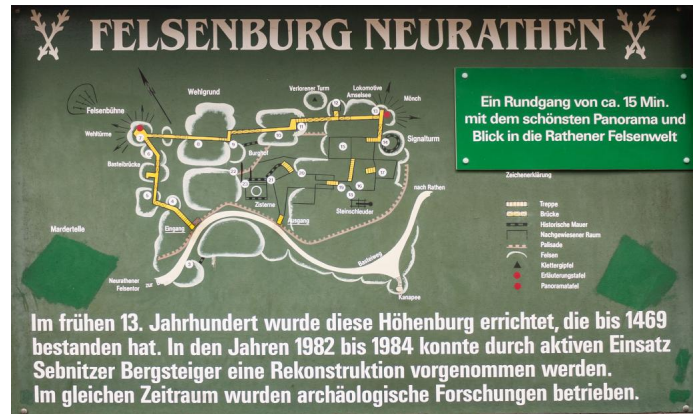 FELSENBURG NEURATHEN
Ein Rundgang von ca. 15 Min.
mit dem schönsten Panorama und
Blick in die Rathener Felsenwelt
Wehlgrund
Verlorener Turm
Lokomotive
Amselsee
Mönch
Felsenbühne
Wehltürme
Signalturm
Burghof
Basteibrücke
Zisterne
Steinschleuder
nach Rathen
Eingang
Ausgang
Mardertelle
Neurathener
Felsentor
zur
Basteiweg
Kanapee
Zeichenerklärung
Treppe
Brücke
Historische Mauer
Nachgewiesener Raum
Palisade
Felsen
Klettergipfel
Erläuterungstafel
Panoramatafel
Im frühen 13. Jahrhundert wurde diese Höhenburg errichtet, die bis 1469
bestanden hat. In den Jahren 1982 bis 1984 konnte durch aktiven Einsatz
Sebnitzer Bergsteiger eine Rekonstruktion vorgenommen werden.
Im gleichen Zeitraum wurden archäologische Forschungen betrieben.